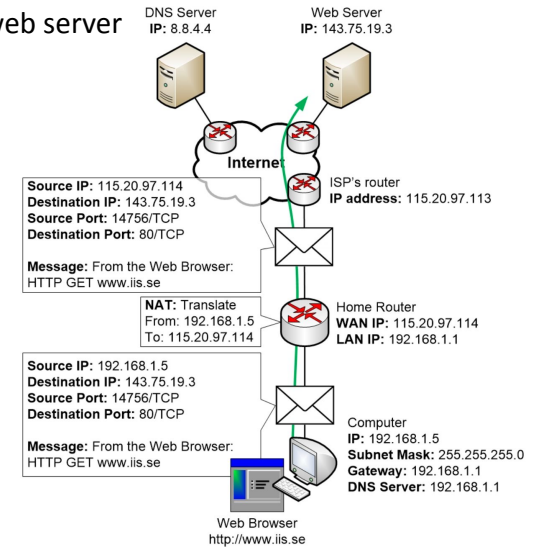 veb server
DNS Server
IP: 8.8.4.4
Web Server
IP: 143.75.19.3
Internet
ISP's router
IP address: 115.20.97.113
Source IP: 115.20.97.114
Destination IP: 143.75.19.3
Source Port: 14756/TCP
Destination Port: 80/TCP
Message: From the Web Browser:
HTTP GET www.iis.se
NAT: Translate
From: 192.168.1.5
To: 115.20.97.114
Home Router
WAN IP: 115.20.97.114
LAN IP: 192.168.1.1
Source IP: 192.168.1.5
Destination IP: 143.75.19.3
Source Port: 14756/TCP
Destination Port: 80/TCP
Message: From the Web Browser:
HTTP GET www.iis.se
Computer
IP: 192.168.1.5
Subnet Mask: 255.255.255.0
Gateway: 192.168.1.1
DNS Server: 192.168.1.1
Web Browser
http://www.iis.se